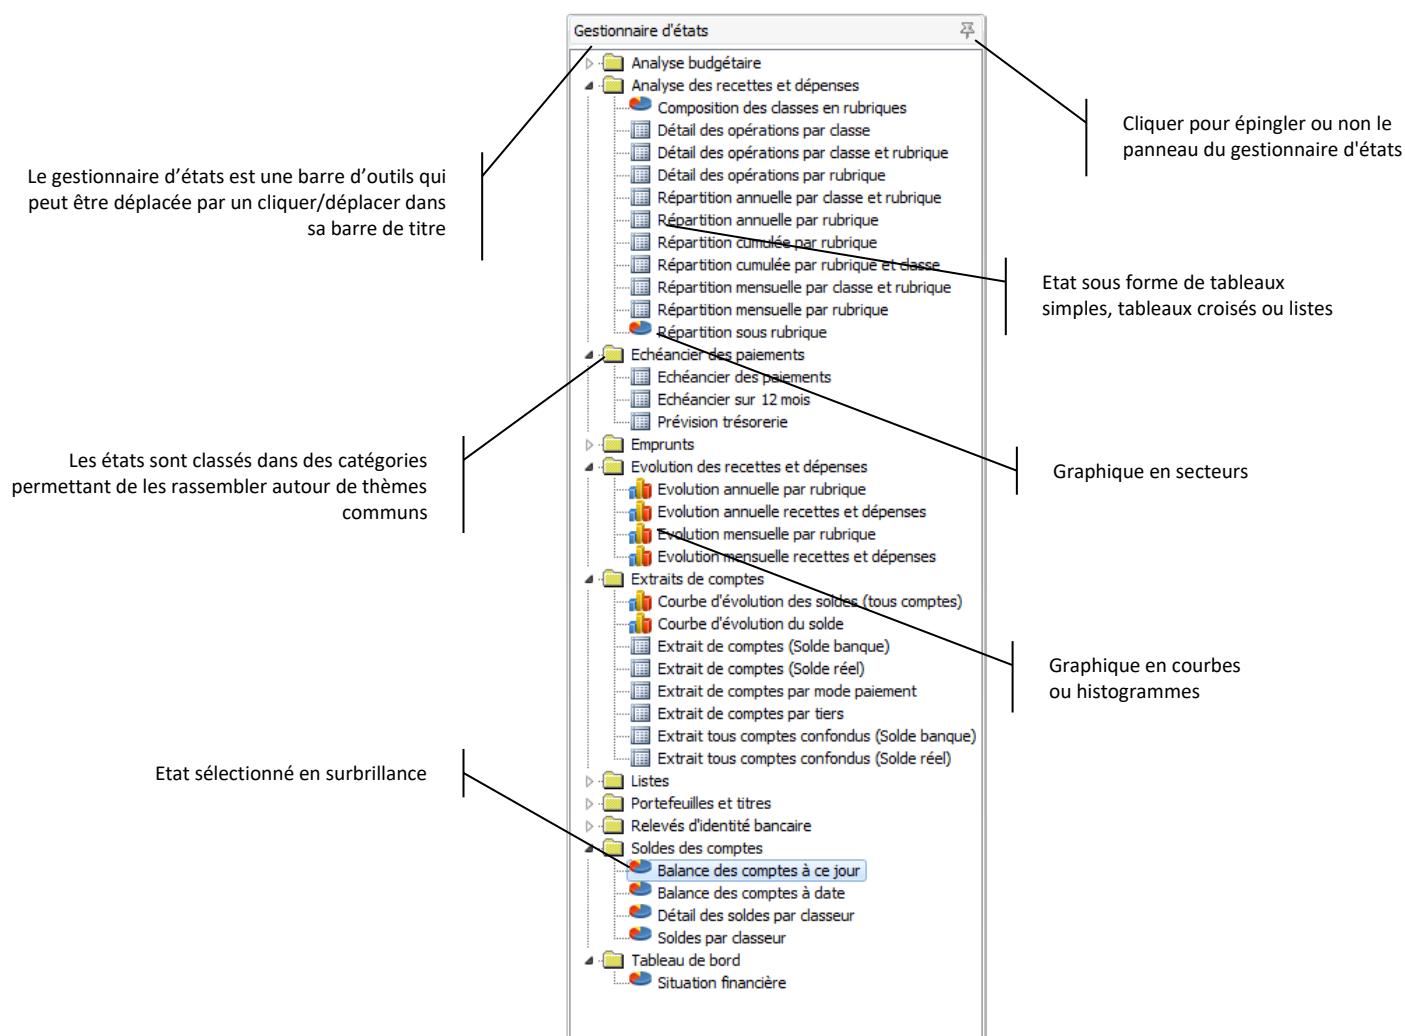 Gestionnaire d'états
Analyse budgétaire
Analyse des recettes et dépenses
Composition des classes en rubriques
Détail des opérations par classe
Détail des opérations par classe et rubrique
Détail des opérations par rubrique
Répartition annuelle par classe et rubrique
Répartition annuelle par rubrique
Répartition cumulée par rubrique
Répartition cumulée par rubrique et classe
Répartition mensuelle par classe et rubrique
Répartition mensuelle par rubrique
Répartition sous rubrique
Echéancier des paiements
Echéancier des paiements
Echéancier sur 12 mois
Prévision trésorerie
Emprunts
Evolution des recettes et dépenses
Evolution annuelle par rubrique
Evolution annuelle recettes et dépenses
Evolution mensuelle par rubrique
Evolution mensuelle recettes et dépenses
Extraits de comptes
Courbe d'évolution des soldes (tous comptes)
Courbe d'évolution du solde
Extrait de comptes (Solde banque)
Extrait de comptes (Solde réel)
Extrait de comptes par mode paiement
Extrait de comptes par tiers
Extrait tous comptes confondus (Solde banque)
Extrait tous comptes confondus (Solde réel)
Listes
Portefeuilles et titres
Relevés d'identité bancaire
Soldes des comptes
Balance des comptes à ce jour
Balance des comptes à date
Détail des soldes par classeur
Soldes par classeur
Tableau de bord
Situation financière
Le gestionnaire d’états est une barre d’outils qui
peut être déplacée par un cliquer/déplacer dans
sa barre de titre
Les états sont classés dans des catégories
permettant de les rassembler autour de thèmes
communs
Etat sélectionné en surbrillance
Cliquer pour épingler ou non le
panneau du gestionnaire d'états
Etat sous forme de tableaux
simples, tableaux croisés ou listes
Graphique en secteurs
Graphique en courbes
ou histogrammes